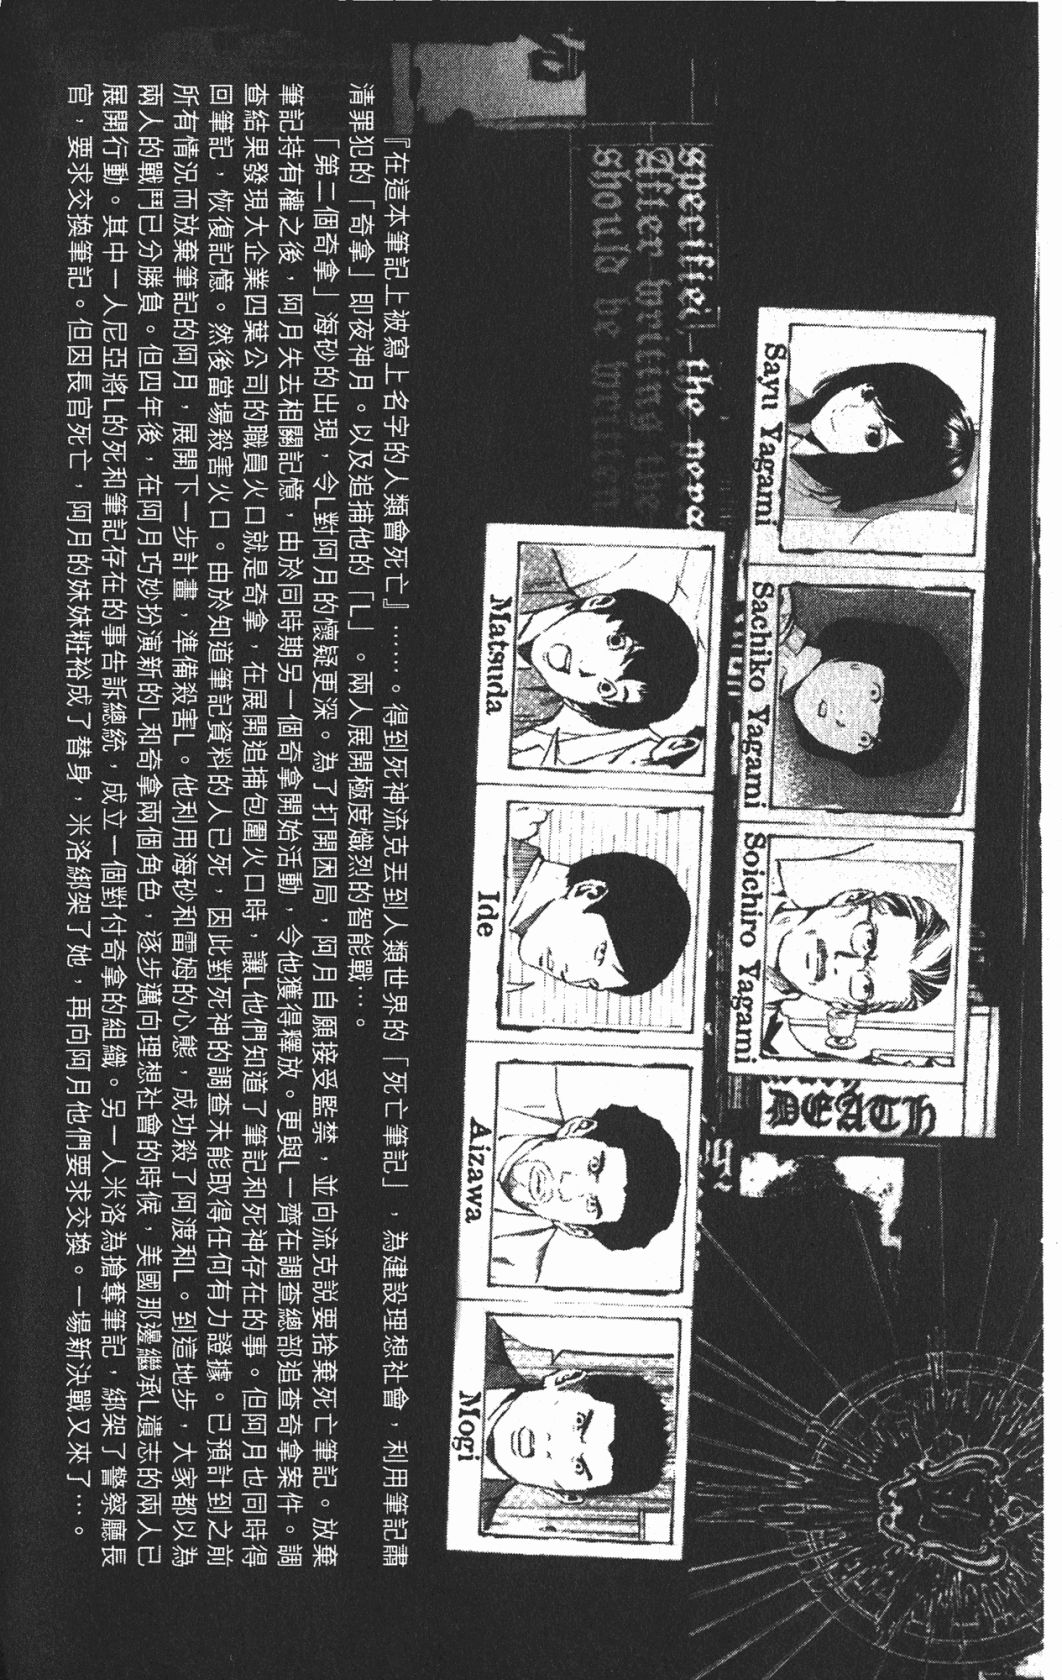 Specified, the pers
After writing the
Should be written
Sayu Yagami
Sachiko Yagami
Soichiro Yagami
DEATH
Matsuda
Ide
Aizawa
Mogi
『在這本筆記上被寫上名字的人類會死亡』……。得到死神流克丟到人類世界的「死亡筆記」，為建設理想社會，利用筆記肅
清罪犯的「奇拿」即夜神月。以及追捕他的「L」。兩人展開極度熾烈的智能戰…。
「第二個奇拿」海砂的出現，令L對阿月的懷疑更深。為了打開困局，阿月自願接受監禁，並向流克説要捨棄死亡筆記。放棄
筆記持有權之後，阿月失去相關記憶，由於同時期另一個奇拿開始活動，令他獲得釋放。更與L一齊在調查總部追查奇拿案件。調
查結果發現大企業四葉公司的職員火口就是奇拿，在展開追捕包圍火口時，讓L他們知道了筆記和死神存在的事。但阿月也同時得
回筆記，恢復記憶。然後當場殺害火口。由於知道筆記資料的人已死，因此對死神的調查未能取得任何有力證據。已預計到之前
所有情況而放棄筆記的阿月，展開下一步計畫，準備殺害L。他利用海砂和雷姆的心態，成功殺了阿渡和L。到這地步，大家都以為
兩人的戰鬥已分勝負。但四年後，在阿月巧妙扮演新的L和奇拿兩個角色，逐步邁向理想社會的時候，美國那邊繼承L遺志的兩人已
展開行動。其中一人尼亞將L的死和筆記存在的事告訴總統，成立一個對付奇拿的組織。另一人米洛為搶奪筆記，綁架了警察廳長
官，要求交換筆記。但因長官死亡，阿月的妹妹粧裕成了替身，米洛綁架了她，再向阿月他們要求交換。一場新決戰又來了…。